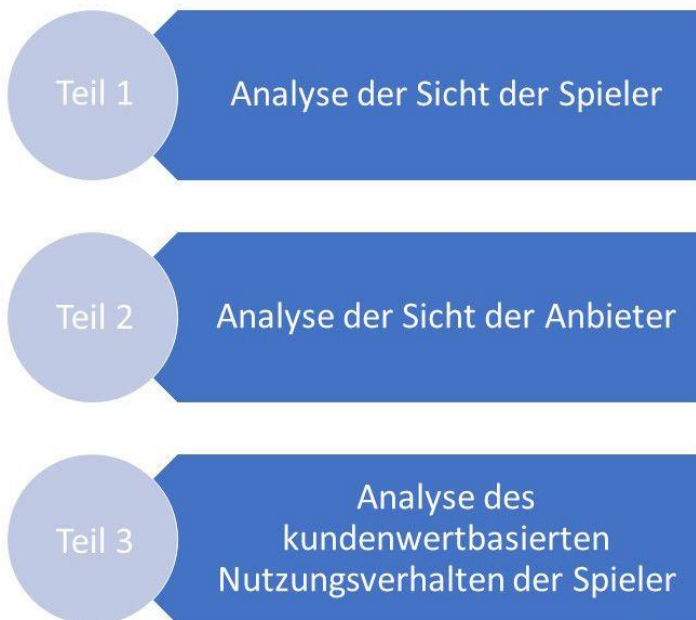 Teil 1
Analyse der Sicht der Spieler
Teil 2
Analyse der Sicht der Anbieter
Teil 3
Analyse des
kundenwertbasierten
Nutzungsverhalten der Spieler